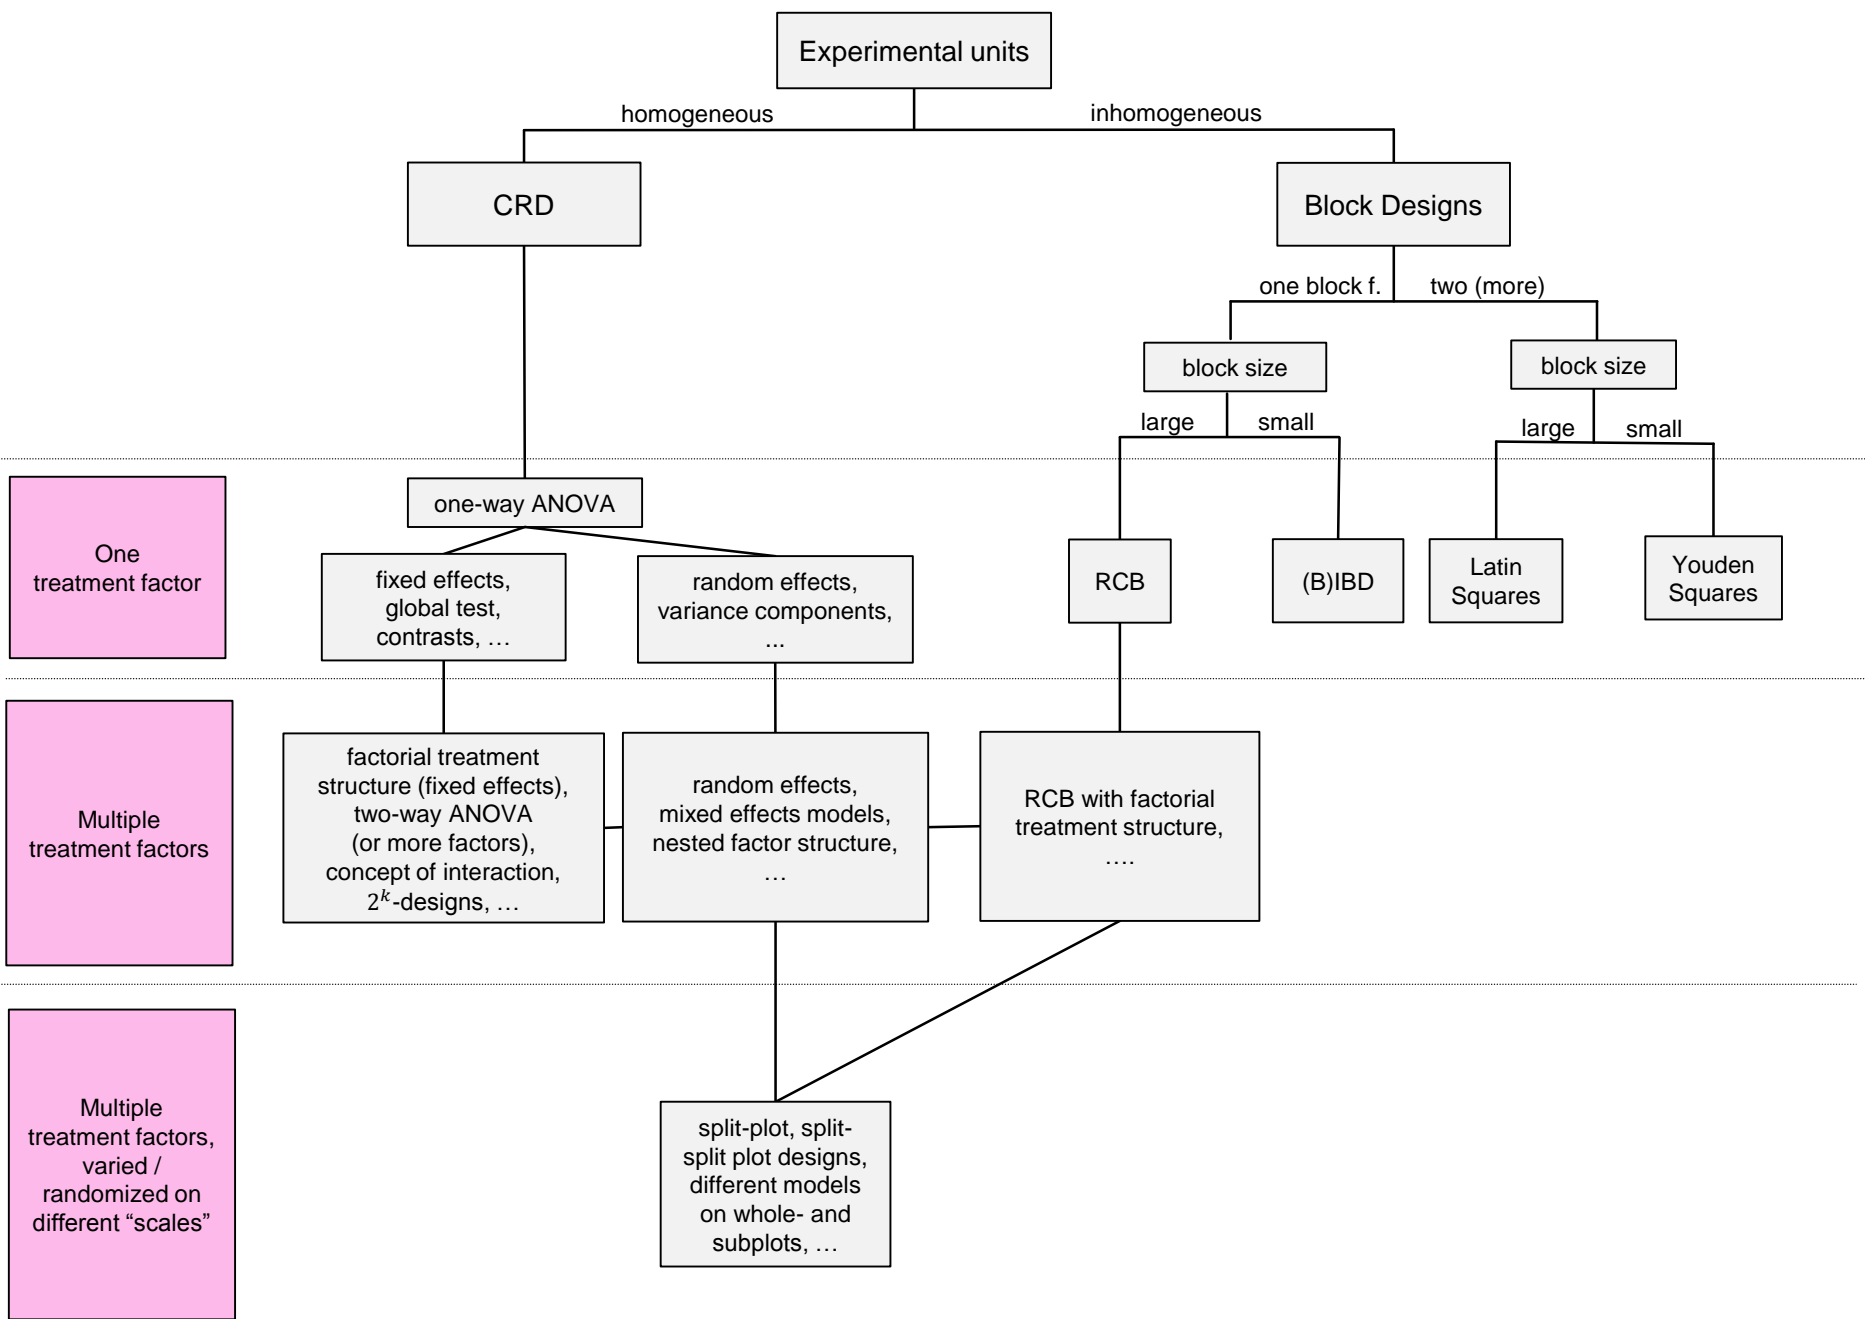 Experimental units
homogeneous
inhomogeneous
CRD
Block Designs
one block f.
two (more)
block size
block size
large
small
large
small
One
treatment factor
one-way ANOVA
fixed effects,
global test,
contrasts, …
random effects,
variance components,
...
RCB
(B)IBD
Latin
Squares
Youden
Squares
Multiple
treatment factors
factorial treatment
structure (fixed effects),
two-way ANOVA
(or more factors),
concept of interaction,
2^k-designs, …
random effects,
mixed effects models,
nested factor structure,
…
RCB with factorial
treatment structure,
….
Multiple
treatment factors,
varied /
randomized on
different “scales”
split-plot, split-
split plot designs,
different models
on whole- and
subplots, …